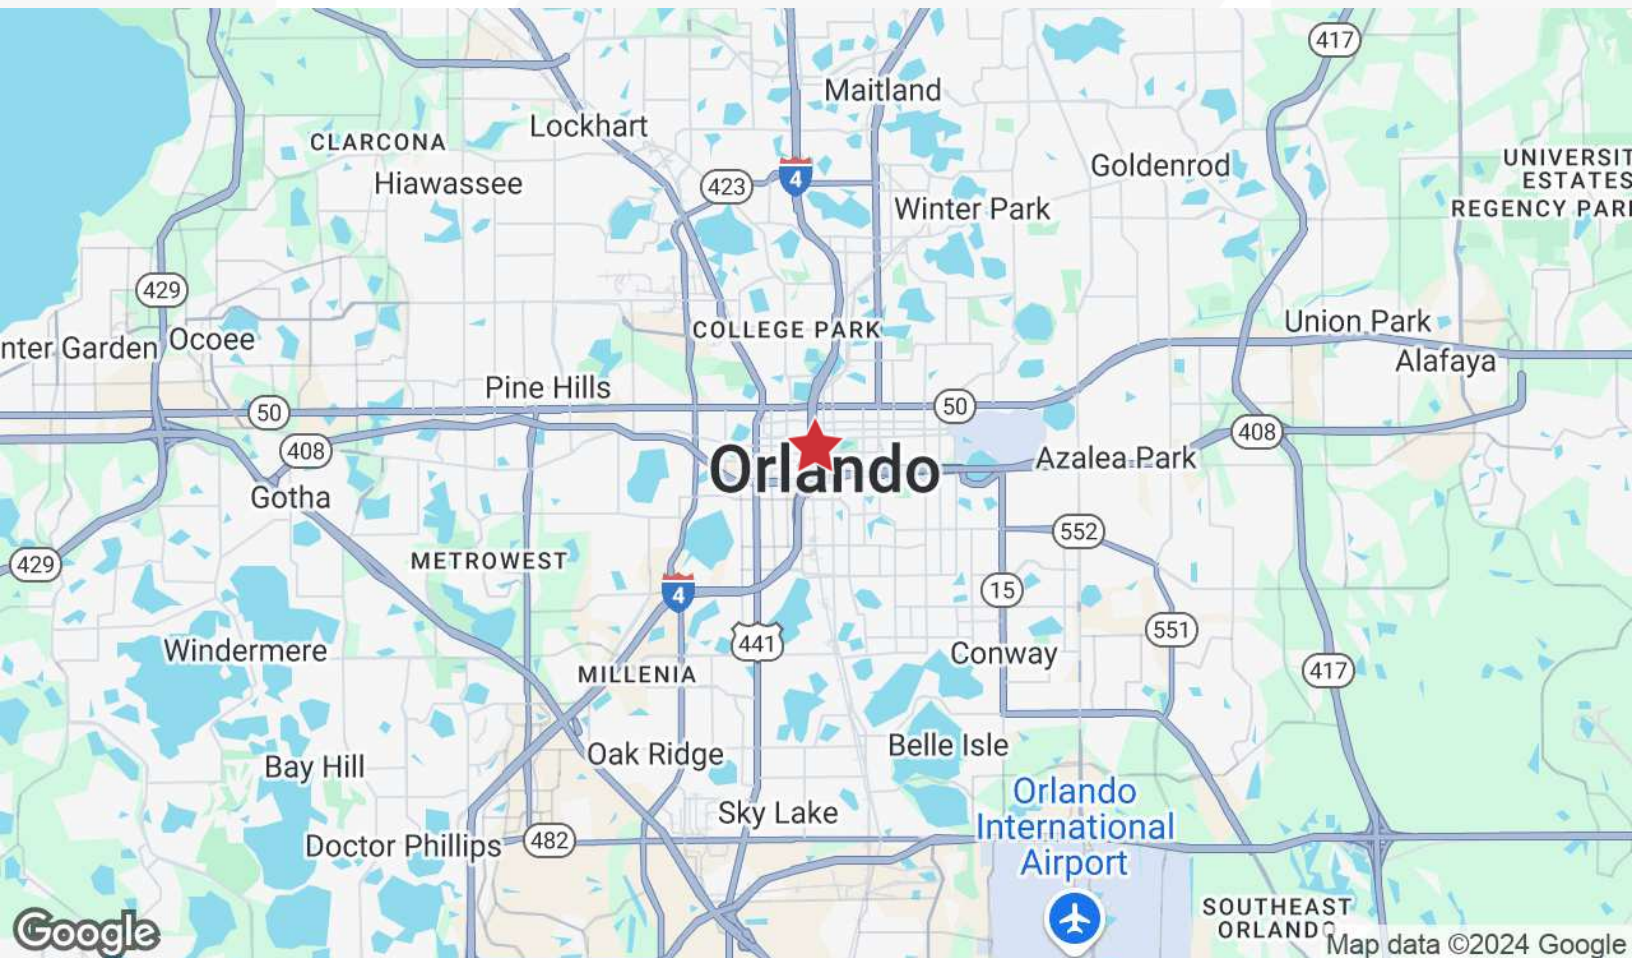 417
Maitland
Lockhart
CLARCONA
Hiawassee
423
4
Goldenrod
UNIVERSIT
ESTATES
REGENCY PARK
Winter Park
429
COLLEGE PARK
Union Park
nter Garden
Ocoee
Alafaya
Pine Hills
50
50
408
408
Orlando
Azalea Park
Gotha
552
429
METROWEST
4
15
551
441
Windermere
Conway
417
MILLENIA
Oak Ridge
Belle Isle
Bay Hill
Orlando
International
Airport
Sky Lake
482
Doctor Phillips
SOUTHEAST
ORLANDO
Google
Map data ©2024 Google